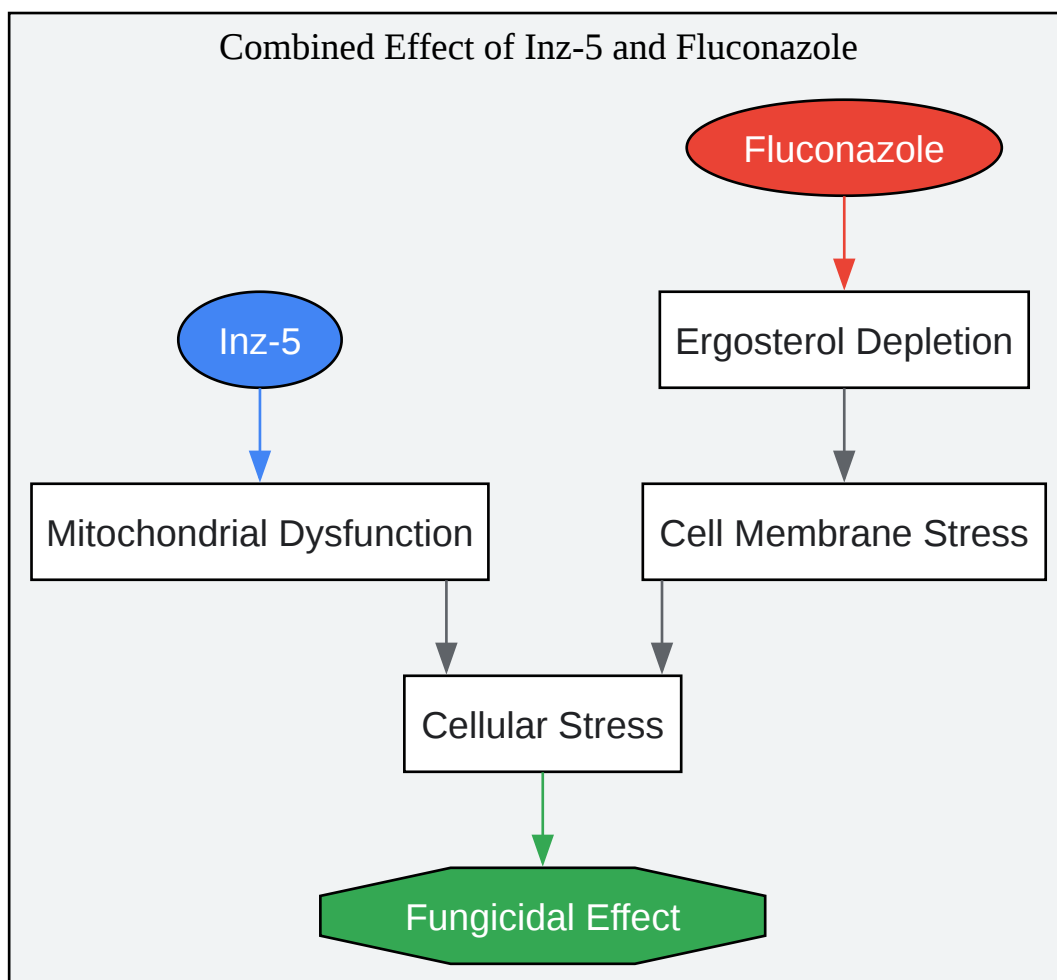 Combined Effect of Inz-5 and Fluconazole
Fluconazole
Inz-5
Ergosterol Depletion
Mitochondrial Dysfunction
Cell Membrane Stress
Cellular Stress
Fungicidal Effect